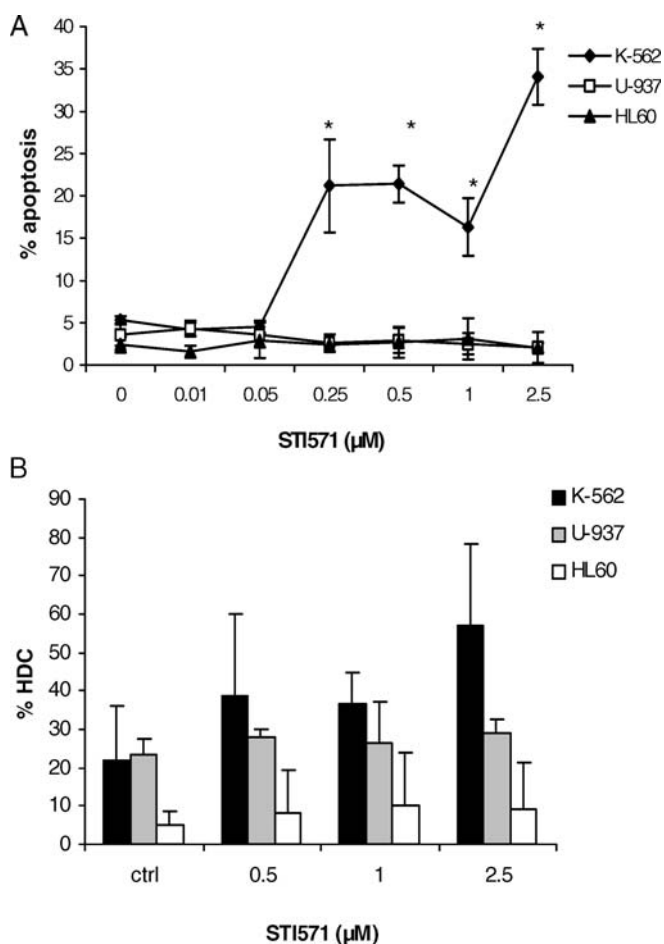 A
% apoptosis
40
35
30
25
20
15
10
5
0
* * * *
K-562
U-937
HL60
0 0.01 0.05 0.25 0.5 1 2.5
STI571 (µM)
B
% HDC
90
80
70
60
50
40
30
20
10
0
K-562
U-937
HL60
ctrl 0.5 1 2.5
STI571 (µM)